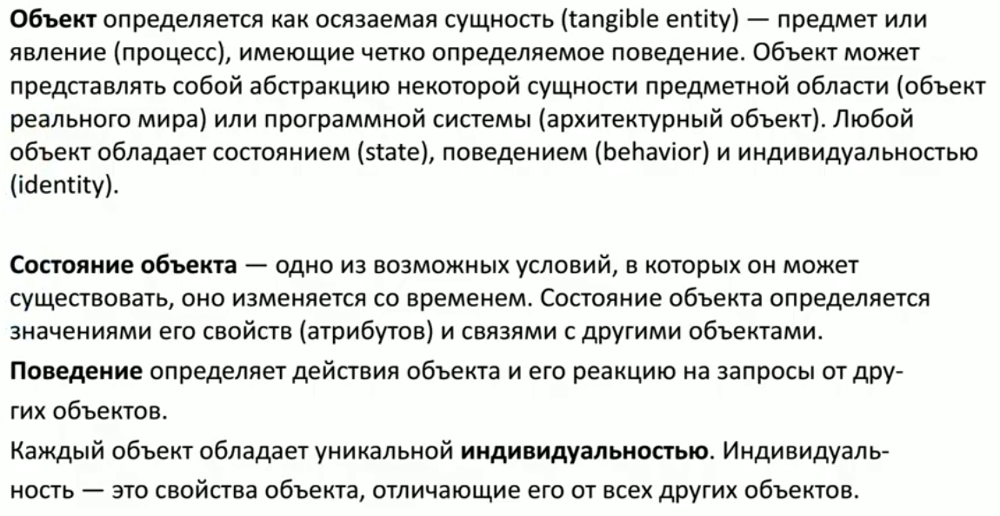 Объект определяется как осязаемая сущность (tangible entity) — предмет или
явление (процесс), имеющие четко определяемое поведение. Объект может
представлять собой абстракцию некоторой сущности предметной области (объект
реального мира) или программной системы (архитектурный объект). Любой
объект обладает состоянием (state), поведением (behavior) и индивидуальностью
(identity).
Состояние объекта — одно из возможных условий, в которых он может
существовать, оно изменяется со временем. Состояние объекта определяется
значениями его свойств (атрибутов) и связями с другими объектами.
Поведение определяет действия объекта и его реакцию на запросы от дру-
гих объектов.
Каждый объект обладает уникальной индивидуальностью. Индивидуаль-
ность — это свойства объекта, отличающие его от всех других объектов.